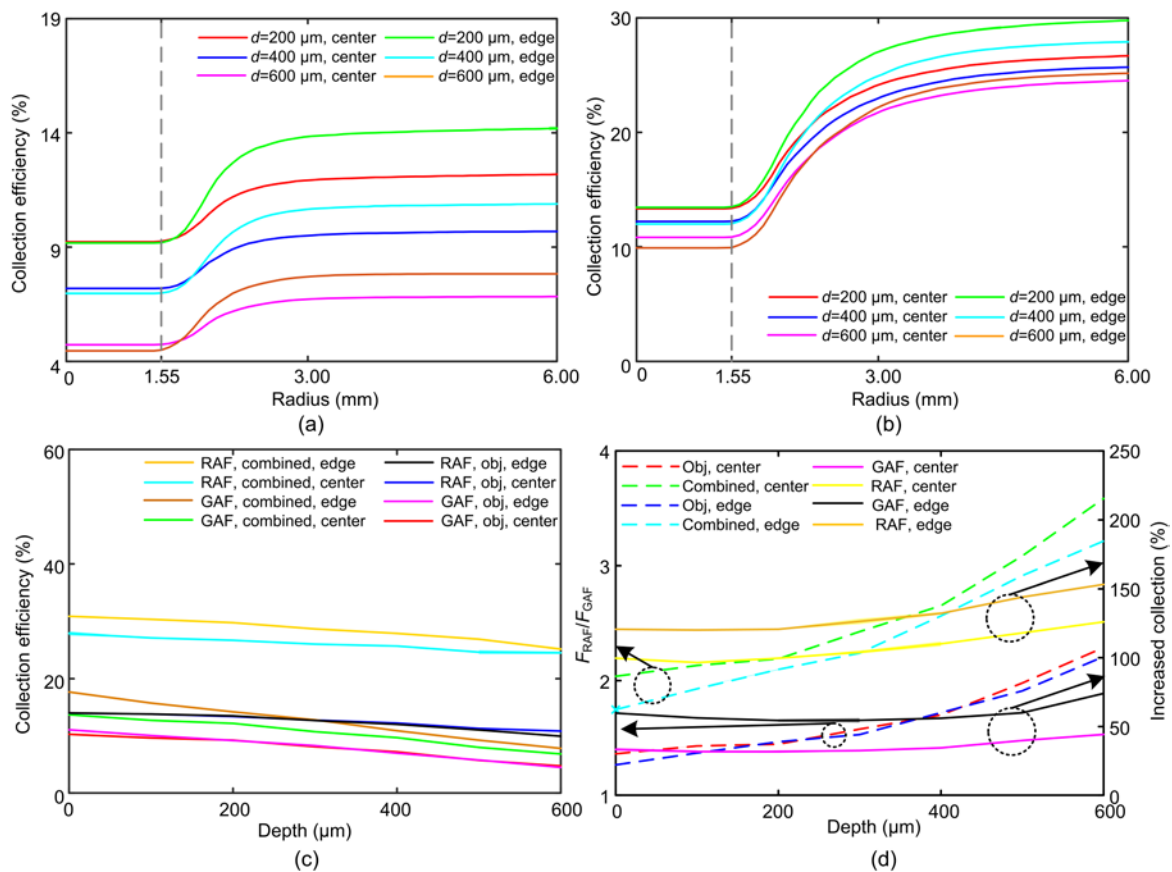 19
14
9
4
Collection efficiency (%)
d=200 μm, center
d=400 μm, center
d=600 μm, center
d=200 μm, edge
d=400 μm, edge
d=600 μm, edge
0
1.55
3.00
6.00
Radius (mm)
(a)
30
20
10
0
Collection efficiency (%)
d=200 μm, center
d=400 μm, center
d=600 μm, center
d=200 μm, edge
d=400 μm, edge
d=600 μm, edge
0
1.55
3.00
6.00
Radius (mm)
(b)
60
40
20
0
Collection efficiency (%)
RAF, combined, edge
RAF, combined, center
GAF, combined, edge
GAF, combined, center
RAF, obj, edge
RAF, obj, center
GAF, obj, edge
GAF, obj, center
0
200
400
600
Depth (μm)
(c)
4
3
2
1
FRAF/FGAF
Obj, center
Combined, center
Obj, edge
Combined, edge
GAF, center
RAF, center
GAF, edge
RAF, edge
250
200
150
100
50
0
Increased collection (%)
0
200
400
600
Depth (μm)
(d)